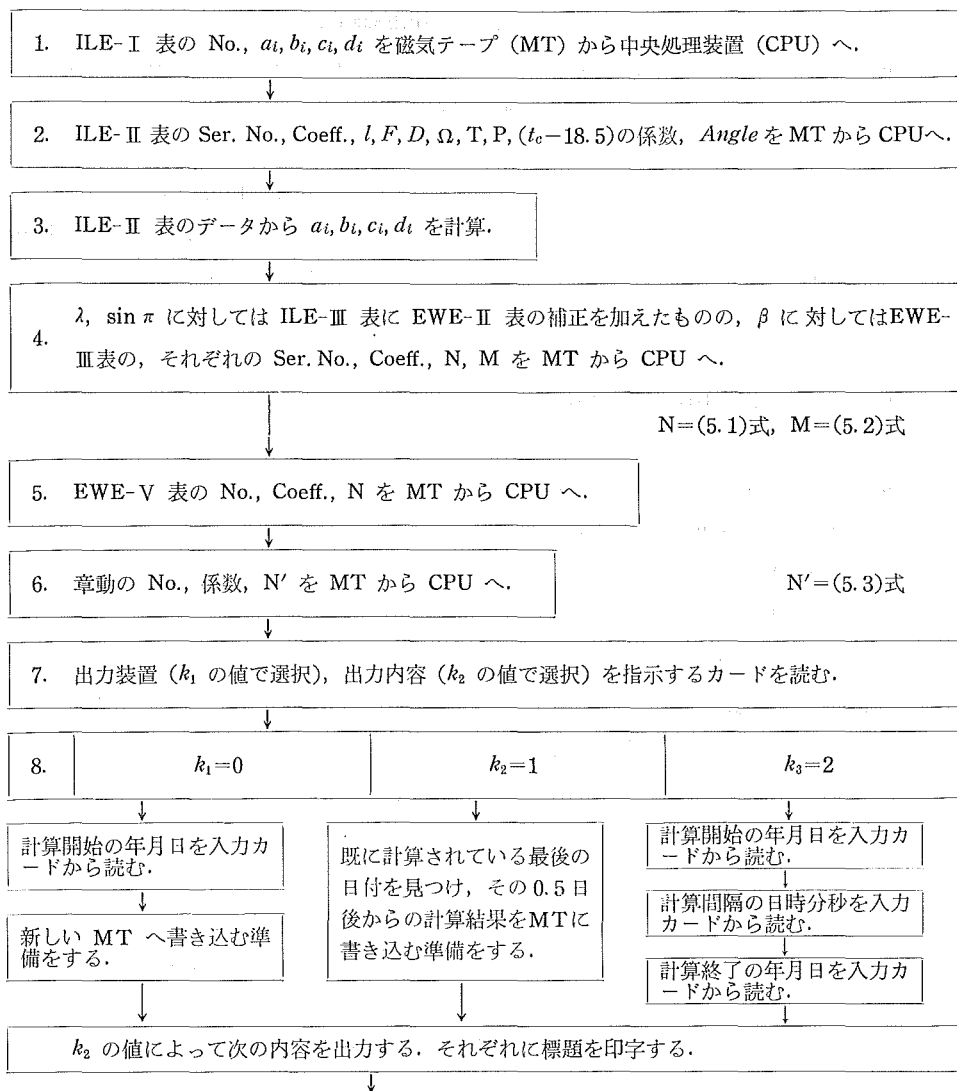 1. ILE-Ⅰ 表の No., a_i, b_i, c_i, d_i を磁気テープ（MT）から中央処理装置（CPU）へ．
2. ILE-Ⅱ 表の Ser. No., Coeff., l, F, D, Ω, T, P, (t_c−18.5)の係数，Angle を MT から CPUへ．
3. ILE-Ⅱ 表のデータから a_i, b_i, c_i, d_i を計算．
4. λ, sin π に対しては ILE-Ⅲ 表に EWE-Ⅱ 表の補正を加えたものの，β に対してはEWE-
Ⅲ表の，それぞれの Ser. No., Coeff., N, M を MT から CPU へ．
N=(5.1)式，M=(5.2)式
5. EWE-Ⅴ 表の No., Coeff., N を MT から CPU へ．
6. 章動の No., 係数，N′ を MT から CPU へ．
N′=(5.3)式
7. 出力装置（k₁ の値で選択），出力内容（k₂ の値で選択）を指示するカードを読む．
8. k₁=0 k₂=1 k₃=2
計算開始の年月日を入力カ
ードから読む．
新しい MT へ書き込む準
備をする．
既に計算されている最後の
日付を見つけ，その0.5日
後からの計算結果をMTに
書き込む準備をする．
計算開始の年月日を入力カ
ードから読む．
計算間隔の日時分秒を入力
カードから読む．
計算終了の年月日を入力カ
ードから読む．
k₂ の値によって次の内容を出力する．それぞれに標題を印字する．